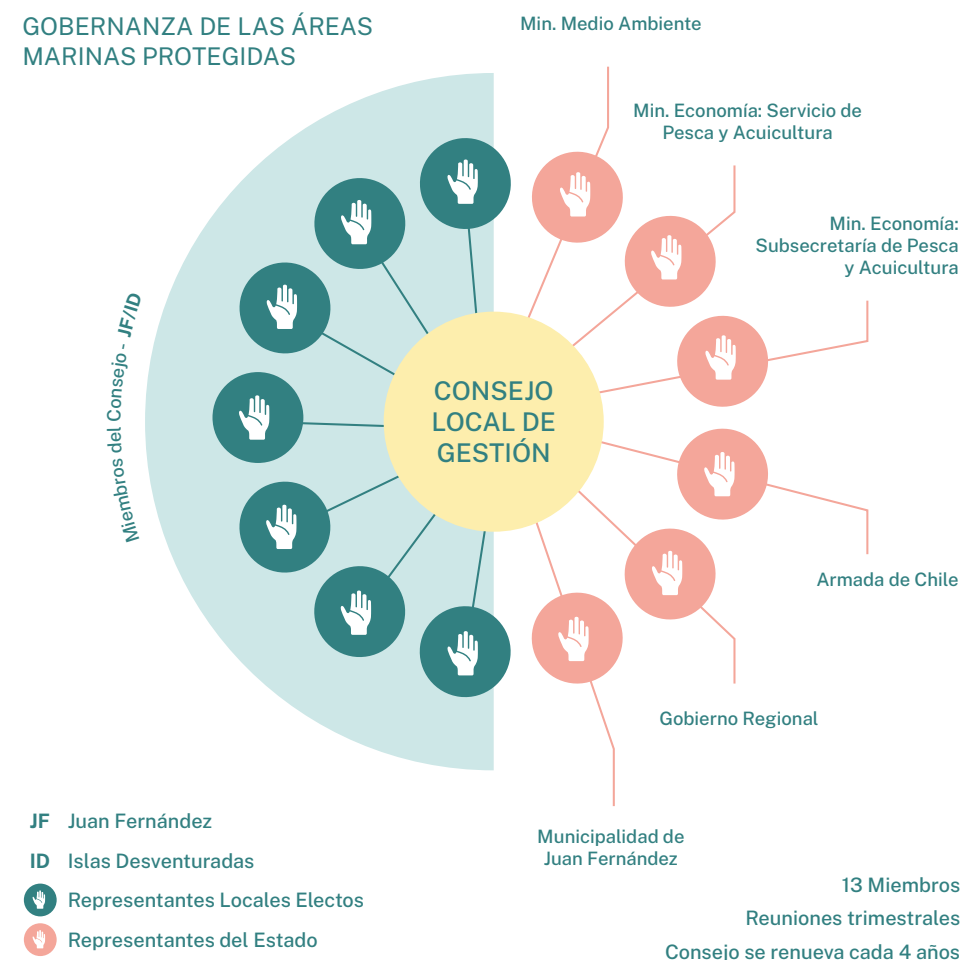 GOBERNANZA DE LAS ÁREAS
MARINAS PROTEGIDAS
Min. Medio Ambiente
Min. Economía: Servicio de
Pesca y Acuicultura
Min. Economía:
Subsecretaría de Pesca
y Acuicultura
Miembros del Consejo - JF/ID
CONSEJO
LOCAL DE
GESTIÓN
Armada de Chile
Gobierno Regional
Municipalidad de
Juan Fernández
JF Juan Fernández
ID Islas Desventuradas
Representantes Locales Electos
Representantes del Estado
13 Miembros
Reuniones trimestrales
Consejo se renueva cada 4 años